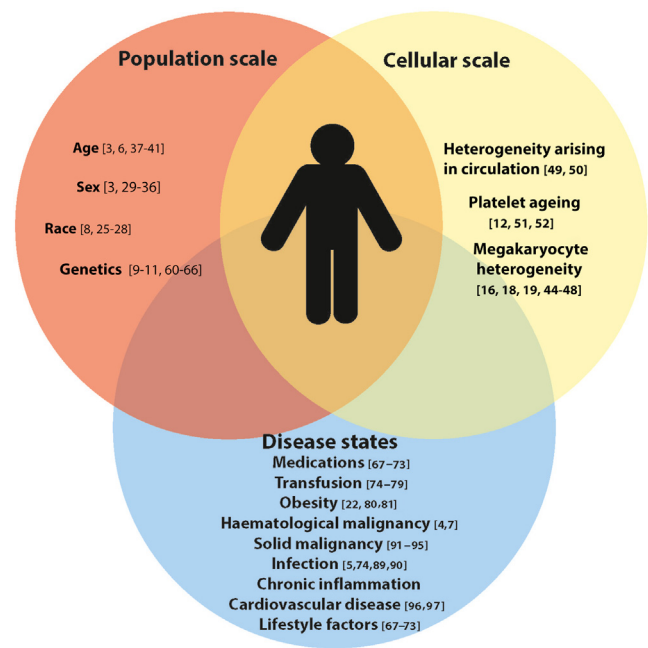 Population scale
Cellular scale
Age [3, 6, 37-41]
Sex [3, 29-36]
Race [8, 25-28]
Genetics [9-11, 60-66]
Heterogeneity arising
in circulation [49, 50]
Platelet ageing
[12, 51, 52]
Megakaryocyte
heterogeneity
[16, 18, 19, 44-48]
Disease states
Medications [67–73]
Transfusion [74–79]
Obesity [22, 80,81]
Haematological malignancy [4,7]
Solid malignancy [91–95]
Infection [5,74,89,90]
Chronic inflammation
Cardiovascular disease [96,97]
Lifestyle factors [67–73]